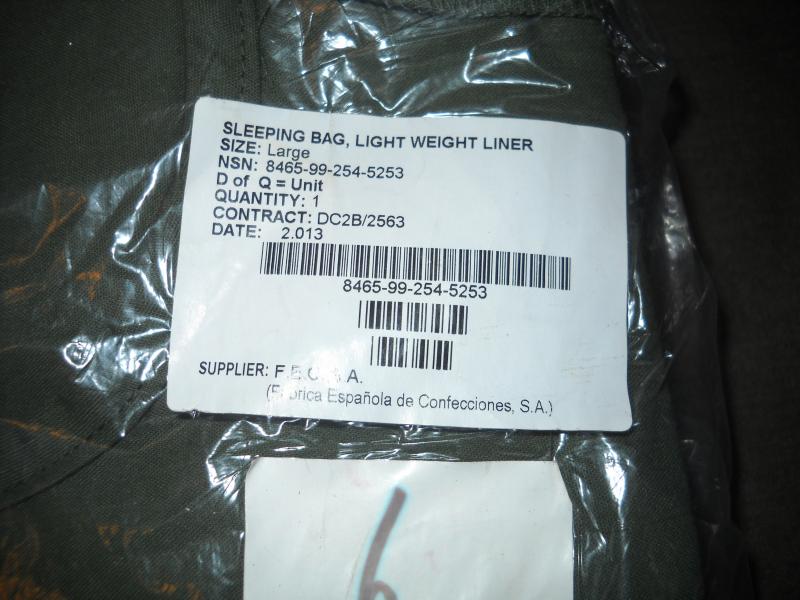 SLEEPING BAG, LIGHT WEIGHT LINER
SIZE: Large
NSN: 8465-99-254-5253
D of Q = Unit
QUANTITY: 1
CONTRACT: DC2B/2563
DATE: 2.013
8465-99-254-5253
SUPPLIER: F.E.C.S.A.
(Fábrica Española de Confecciones, S.A.)
6